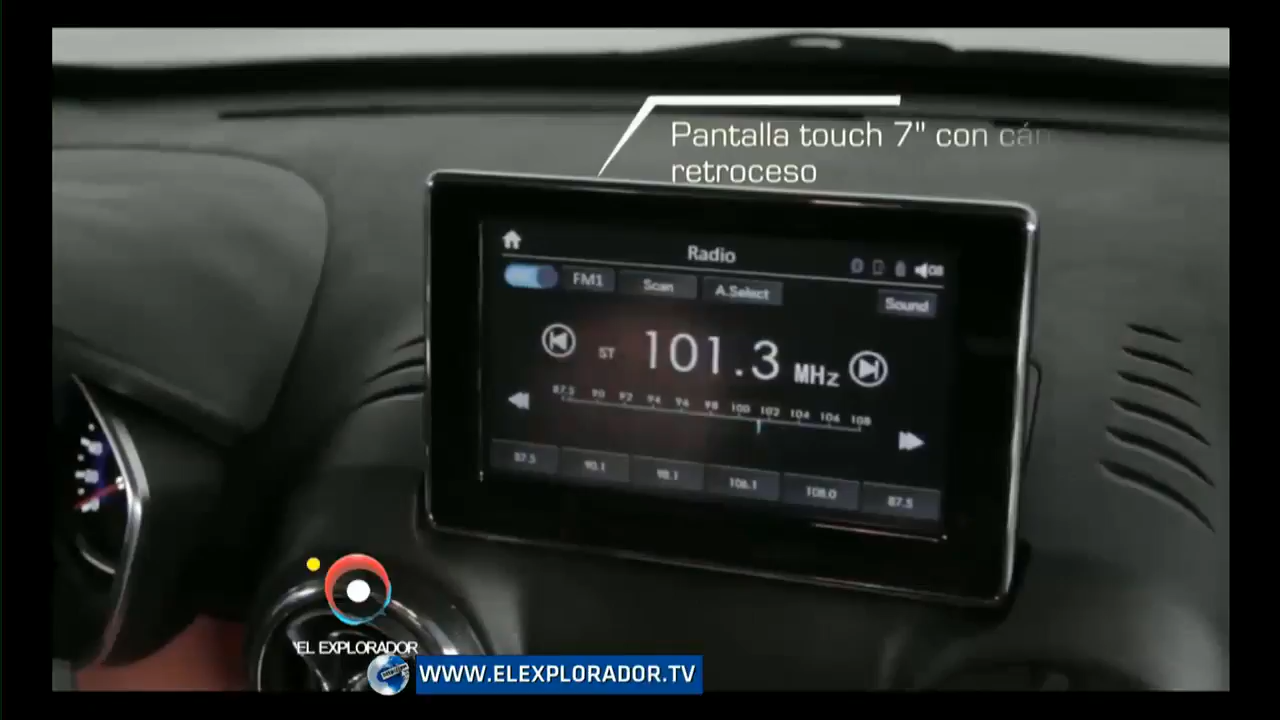 Pantalla touch 7" con cám
retroceso
Radio
08
FM1
Scan
A.Select
Sound
ST
101.3 MHz
87.5 90 92 94 96 98 100 102 104 106 108
87.5
90.1
98.1
106.1
108.0
87.5
EL EXPLORADOR
WWW.ELEXPLORADOR.TV